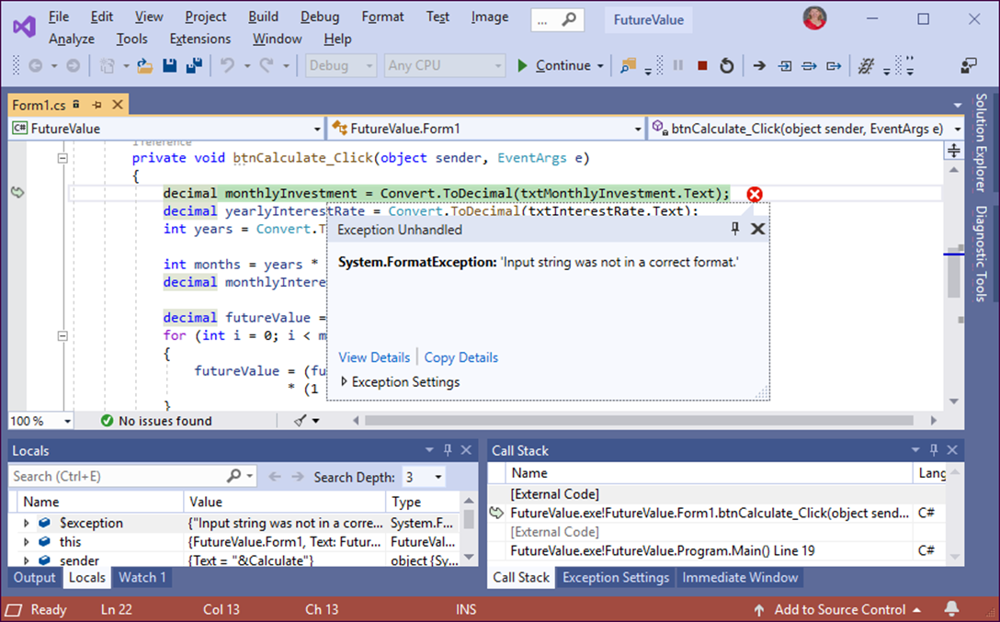 File Edit View Project Build Debug Format Test Image ... FutureValue
Analyze Tools Extensions Window Help
Debug Any CPU Continue
Form1.cs
C# FutureValue FutureValue.Form1 btnCalculate_Click(object sender, EventArgs e)
1 reference
private void btnCalculate_Click(object sender, EventArgs e)
{
decimal monthlyInvestment = Convert.ToDecimal(txtMonthlyInvestment.Text);
decimal yearlyInterestRate = Convert.ToDecimal(txtInterestRate.Text);
int years = Convert.T
int months = years *
decimal monthlyIntere
decimal futureValue =
for (int i = 0; i < m
{
futureValue = (fu
* (1
}
Exception Unhandled
System.FormatException: 'Input string was not in a correct format.'
View Details | Copy Details
Exception Settings
Solution Explorer
Diagnostic Tools
100 % No issues found
Locals
Search (Ctrl+E) Search Depth: 3
Name Value Type
$exception {"Input string was not in a corre... System.F...
this {FutureValue.Form1, Text: Futur... FutureVal...
sender {Text = "&Calculate"} object {Sy...
Output Locals Watch 1
Call Stack
Name Lang
[External Code]
FutureValue.exe!FutureValue.Form1.btnCalculate_Click(object send... C#
[External Code]
FutureValue.exe!FutureValue.Program.Main() Line 19 C#
Call Stack Exception Settings Immediate Window
Ready Ln 22 Col 13 Ch 13 INS Add to Source Control